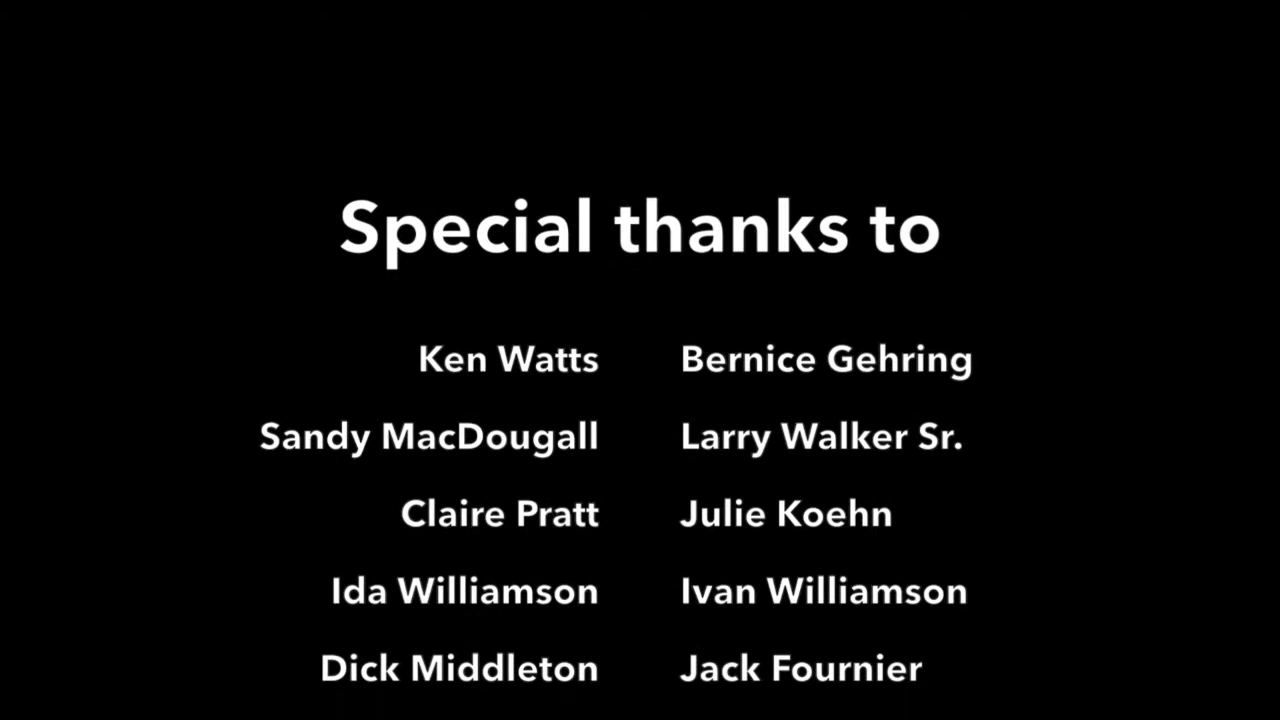 Special thanks to
Ken Watts Bernice Gehring
Sandy MacDougall Larry Walker Sr.
Claire Pratt Julie Koehn
Ida Williamson Ivan Williamson
Dick Middleton Jack Fournier